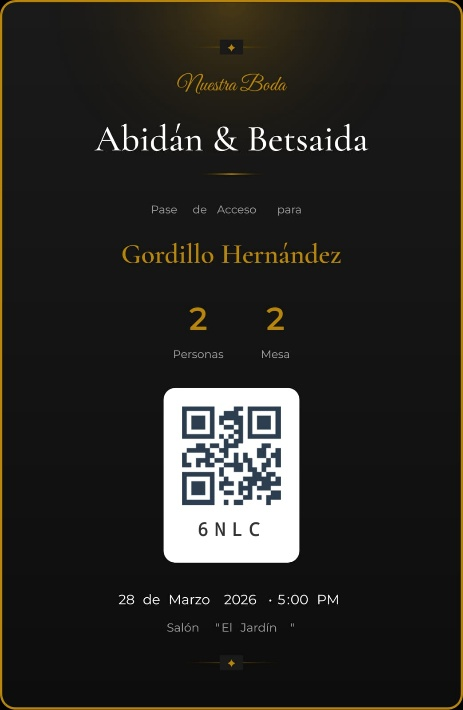 Nuestra Boda
Abidán & Betsaida
Pase de Acceso para
Gordillo Hernández
2 2
Personas Mesa
6NLC
28 de Marzo 2026 · 5:00 PM
Salón "El Jardín "